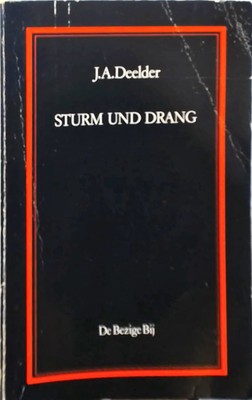 J.A.Deelder
STURM UND DRANG
De Bezige Bij